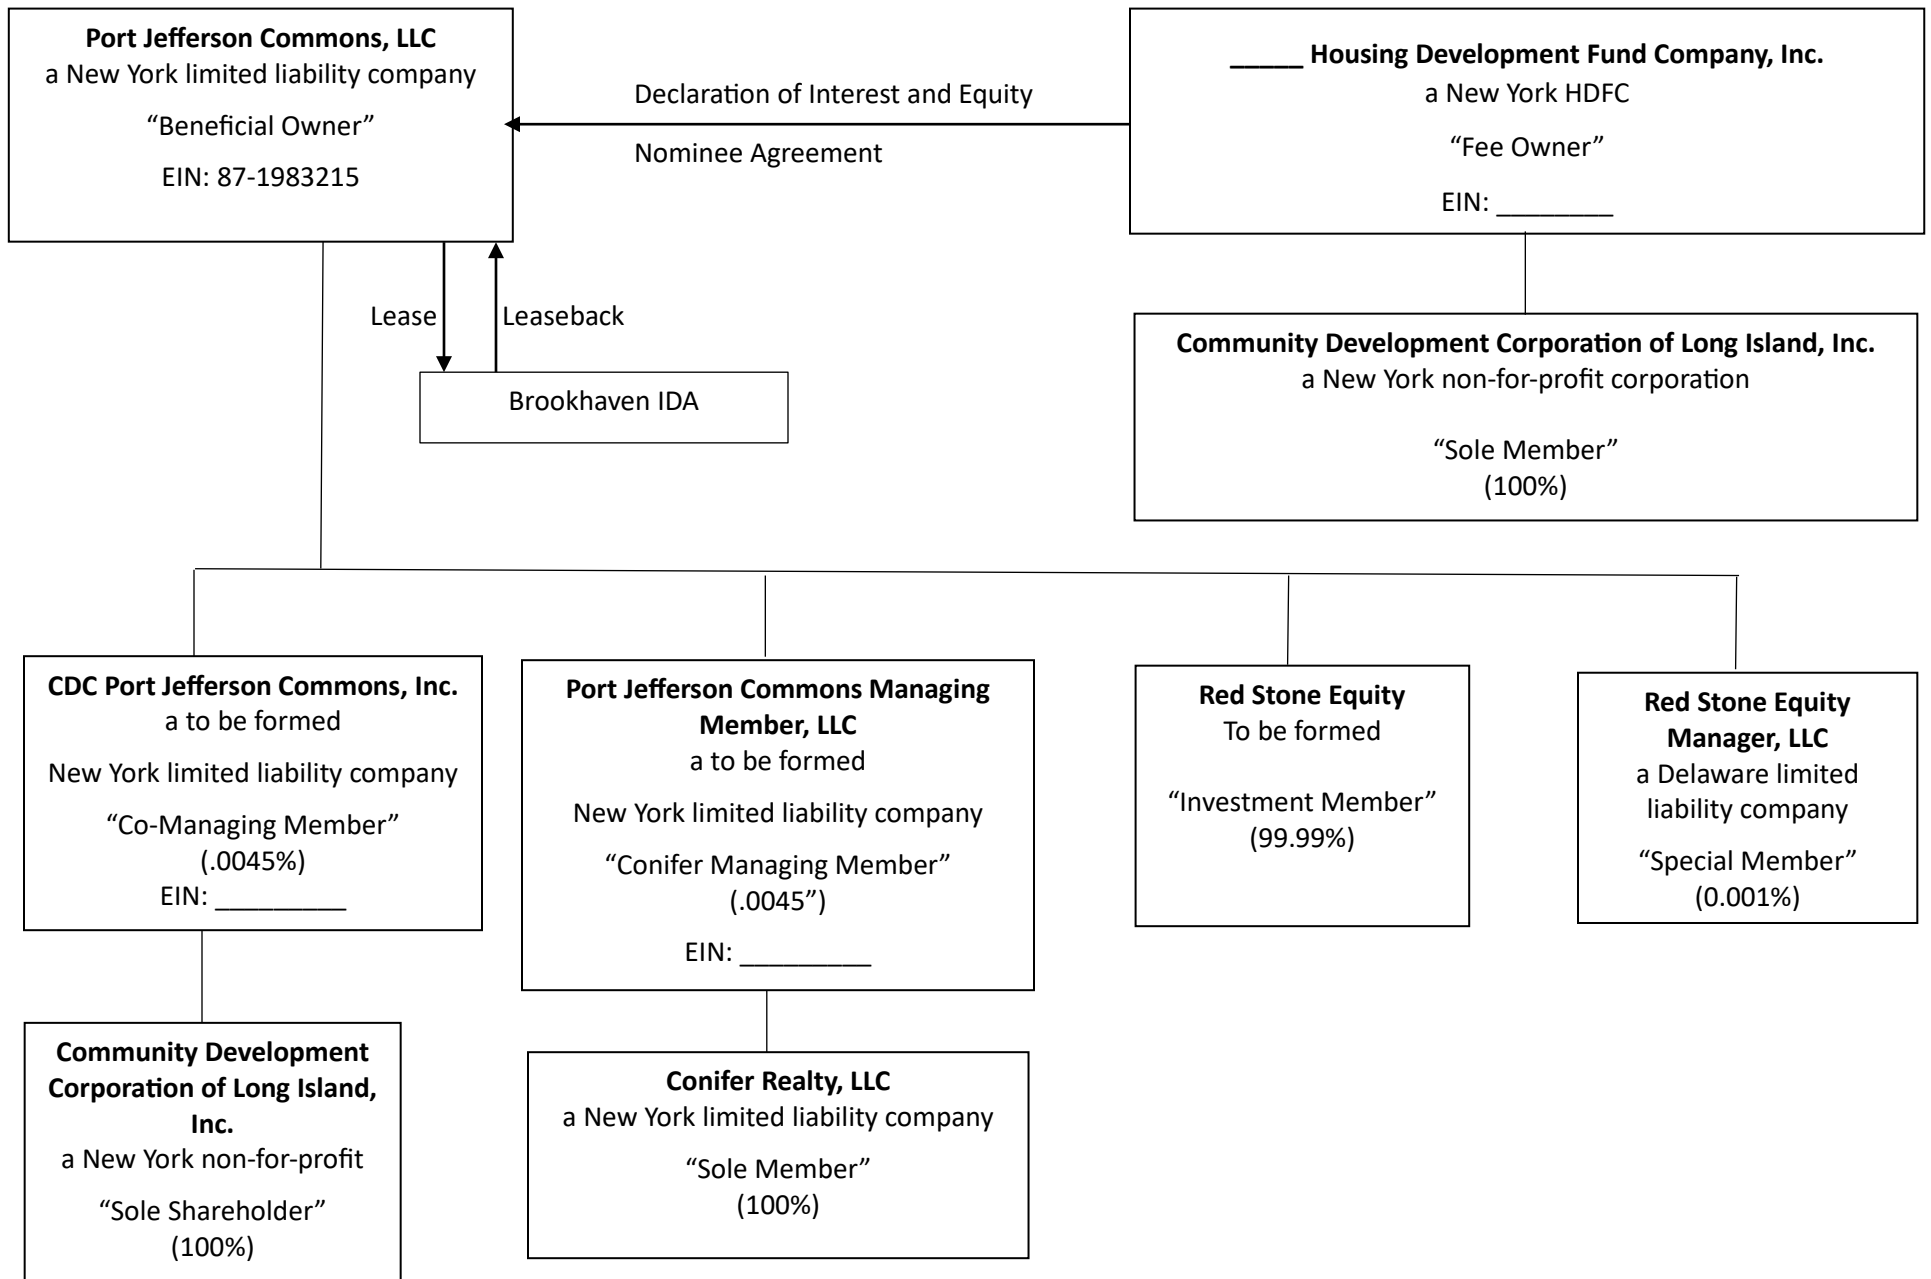 Port Jefferson Commons, LLC
a New York limited liability company
“Beneficial Owner”
EIN: 87-1983215
Declaration of Interest and Equity
Nominee Agreement
_____ Housing Development Fund Company, Inc.
a New York HDFC
“Fee Owner”
EIN: ________
Lease
Leaseback
Brookhaven IDA
Community Development Corporation of Long Island, Inc.
a New York non-for-profit corporation
“Sole Member”
(100%)
CDC Port Jefferson Commons, Inc.
a to be formed
New York limited liability company
“Co-Managing Member”
(.0045%)
EIN: _________
Port Jefferson Commons Managing
Member, LLC
a to be formed
New York limited liability company
“Conifer Managing Member”
(.0045”)
EIN: _________
Red Stone Equity
To be formed
“Investment Member”
(99.99%)
Red Stone Equity
Manager, LLC
a Delaware limited
liability company
“Special Member”
(0.001%)
Community Development
Corporation of Long Island,
Inc.
a New York non-for-profit
“Sole Shareholder”
(100%)
Conifer Realty, LLC
a New York limited liability company
“Sole Member”
(100%)